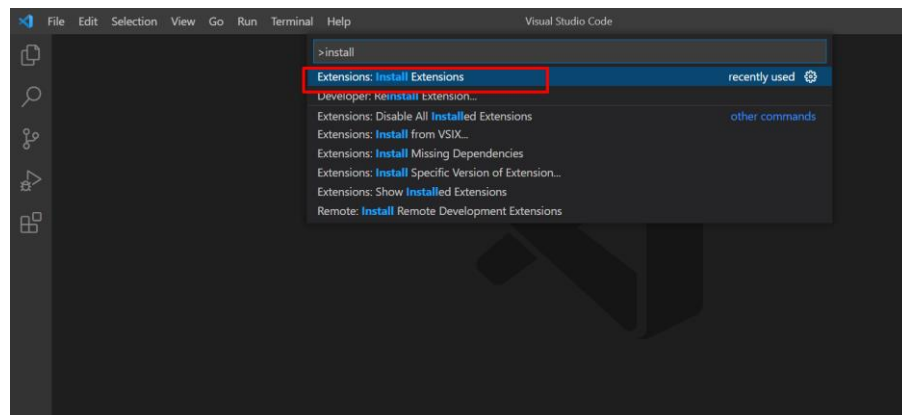 File Edit Selection View Go Run Terminal Help Visual Studio Code
>install
Extensions: Install Extensions recently used
Developer: Reinstall Extension...
Extensions: Disable All Installed Extensions other commands
Extensions: Install from VSIX...
Extensions: Install Missing Dependencies
Extensions: Install Specific Version of Extension...
Extensions: Show Installed Extensions
Remote: Install Remote Development Extensions